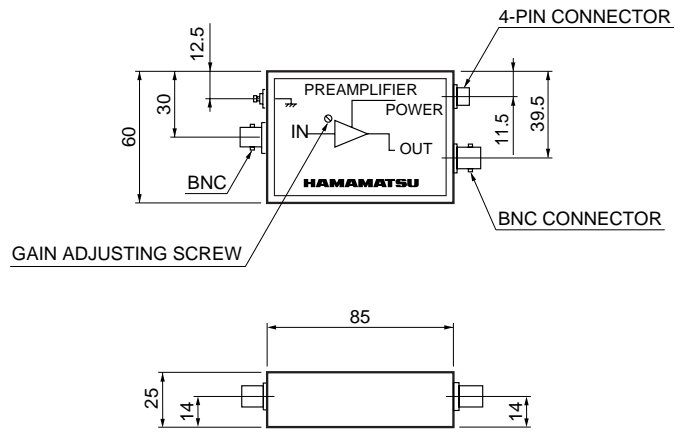 4-PIN CONNECTOR
12.5
30
60
PREAMPLIFIER
POWER
IN
OUT
HAMAMATSU
11.5
39.5
BNC
BNC CONNECTOR
GAIN ADJUSTING SCREW
85
25
14
14